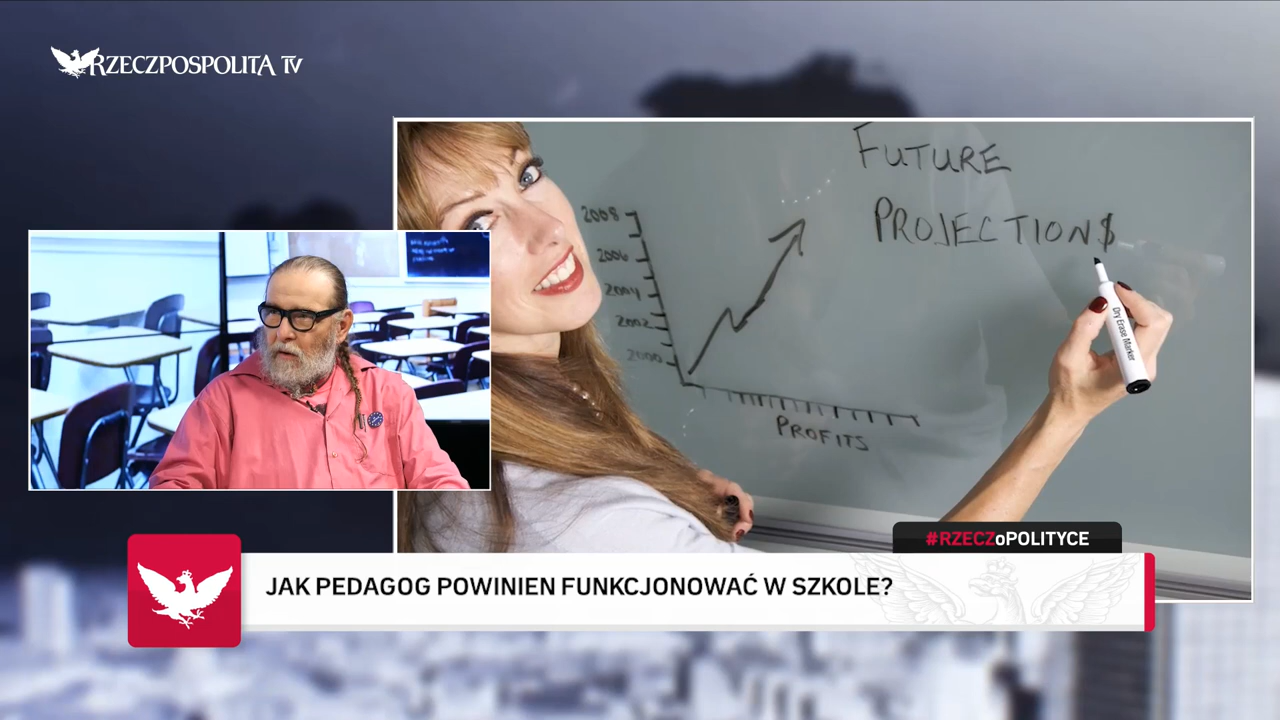 RZECZPOSPOLITA TV
FUTURE
PROJECTION$
2008
2006
2004
2002
2000
PROFITS
Dry Erase Marker
#RZECZoPOLITYCE
JAK PEDAGOG POWINIEN FUNKCJONOWAĆ W SZKOLE?